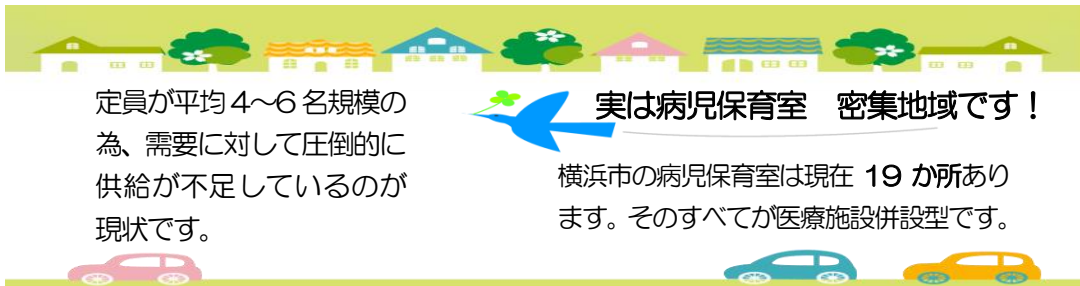 定員が平均4～6名規模の
為、需要に対して圧倒的に
供給が不足しているのが
現状です。
実は病児保育室　密集地域です！
横浜市の病児保育室は現在 19 か所あり
ます。そのすべてが医療施設併設型です。